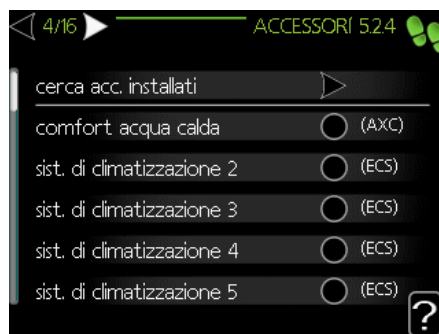 4/16 ACCESSORI 5.2.4
cerca acc. installati
comfort acqua calda (AXC)
sist. di climatizzazione 2 (ECS)
sist. di climatizzazione 3 (ECS)
sist. di climatizzazione 4 (ECS)
sist. di climatizzazione 5 (ECS)
?